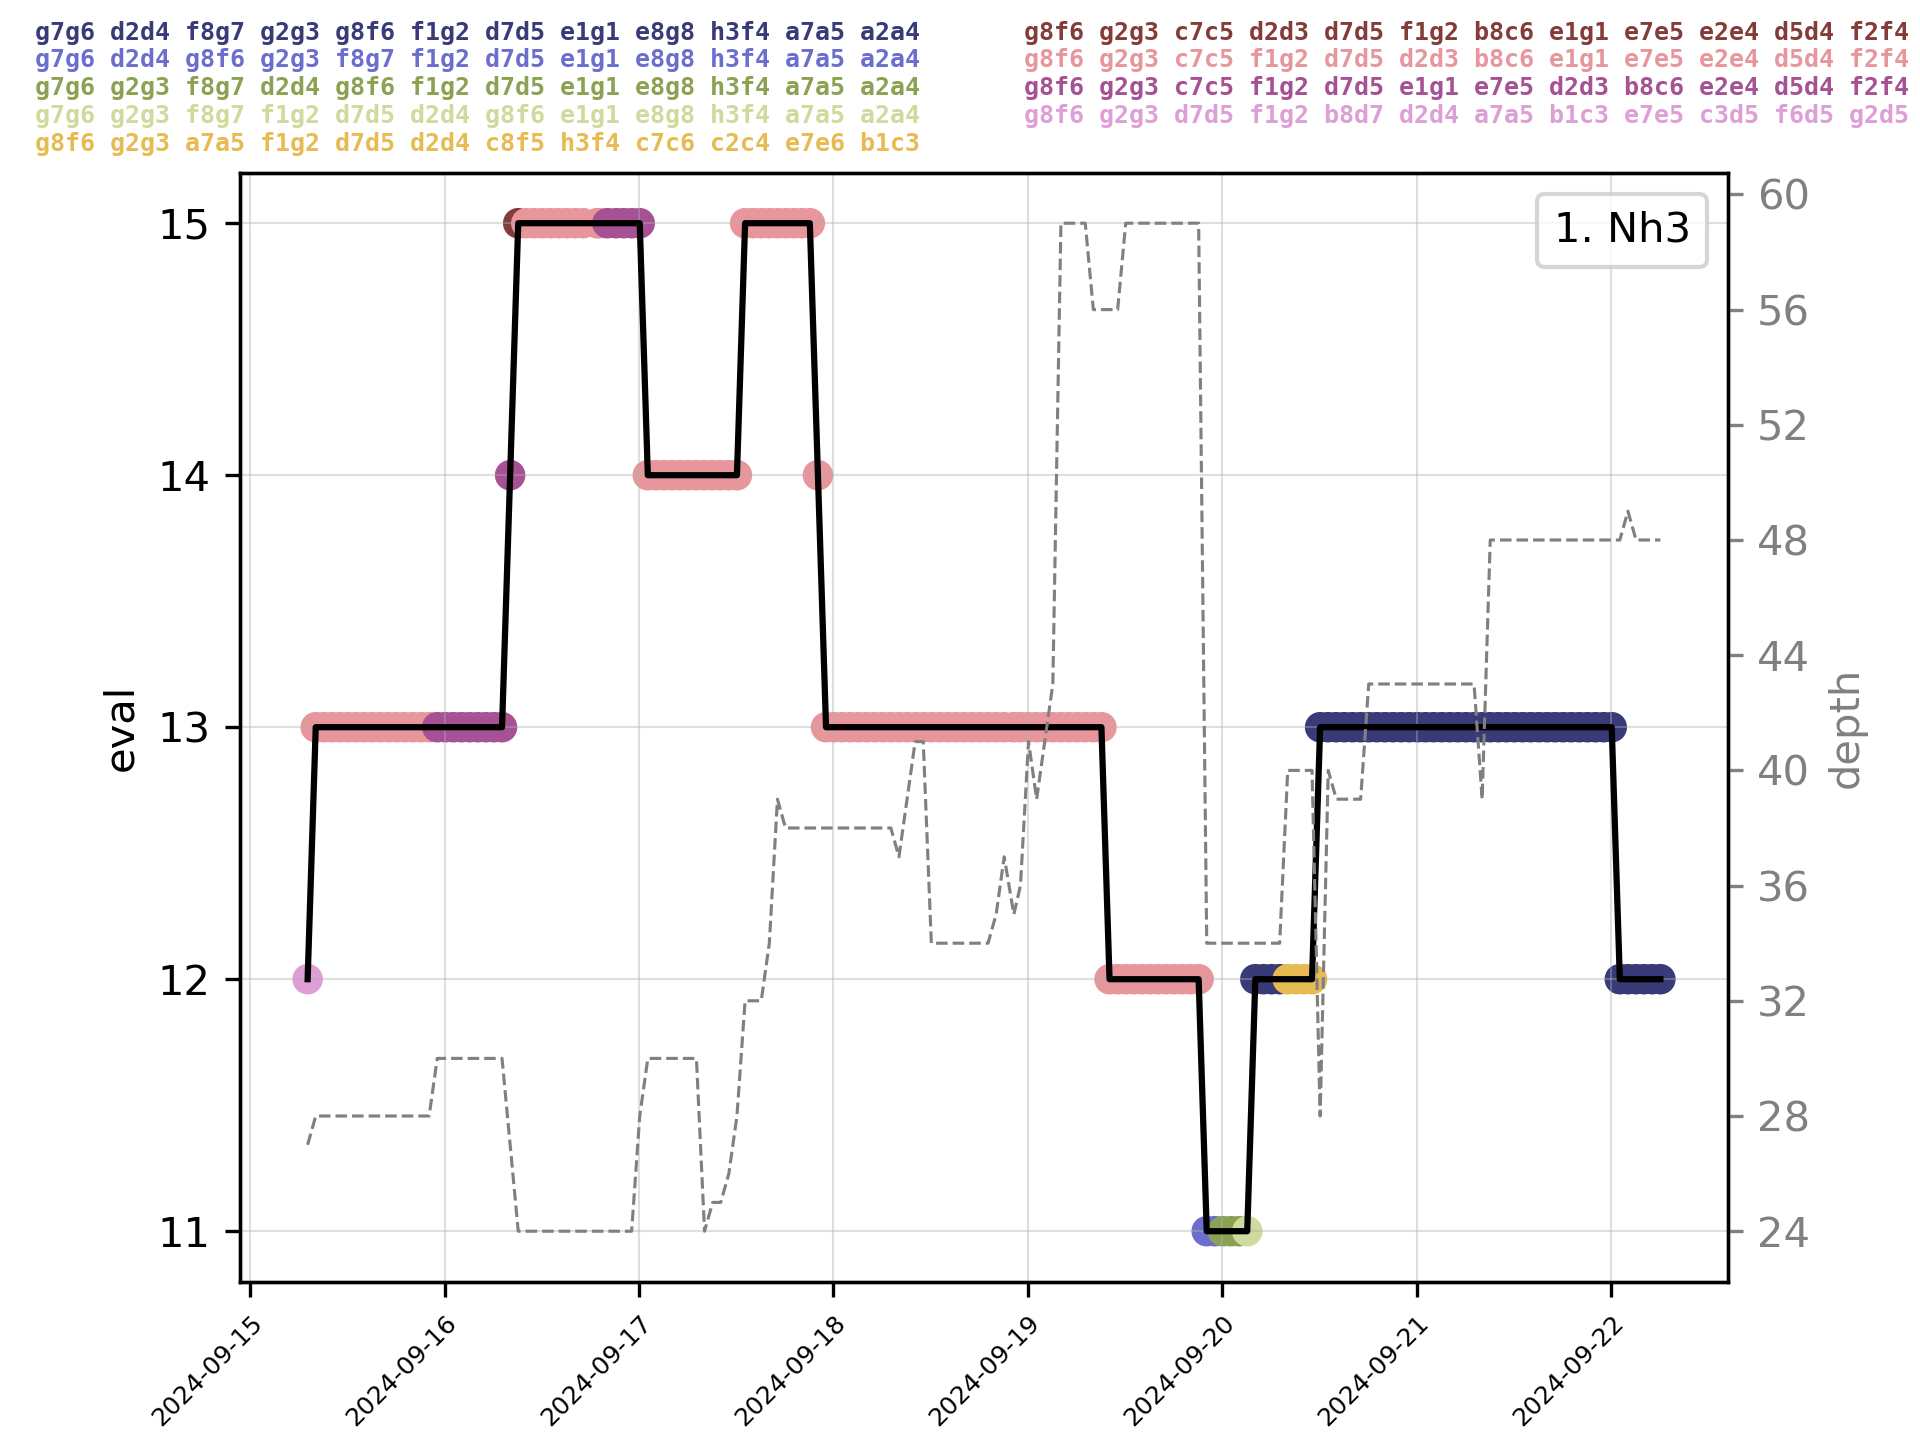 g7g6 d2d4 f8g7 g2g3 g8f6 f1g2 d7d5 e1g1 e8g8 h3f4 a7a5 a2a4
g7g6 d2d4 g8f6 g2g3 f8g7 f1g2 d7d5 e1g1 e8g8 h3f4 a7a5 a2a4
g7g6 g2g3 f8g7 d2d4 g8f6 f1g2 d7d5 e1g1 e8g8 h3f4 a7a5 a2a4
g7g6 g2g3 f8g7 f1g2 d7d5 d2d4 g8f6 e1g1 e8g8 h3f4 a7a5 a2a4
g8f6 g2g3 a7a5 f1g2 d7d5 d2d4 c8f5 h3f4 c7c6 c2c4 e7e6 b1c3
g8f6 g2g3 c7c5 d2d3 d7d5 f1g2 b8c6 e1g1 e7e5 e2e4 d5d4 f2f4
g8f6 g2g3 c7c5 f1g2 d7d5 d2d3 b8c6 e1g1 e7e5 e2e4 d5d4 f2f4
g8f6 g2g3 c7c5 f1g2 d7d5 e1g1 e7e5 d2d3 b8c6 e2e4 d5d4 f2f4
g8f6 g2g3 d7d5 f1g2 b8d7 d2d4 a7a5 b1c3 e7e5 c3d5 f6d5 g2d5
1. Nh3
eval
15
14
13
12
11
60
56
52
48
44
40
36
32
28
24
depth
2024-09-15
2024-09-16
2024-09-17
2024-09-18
2024-09-19
2024-09-20
2024-09-21
2024-09-22